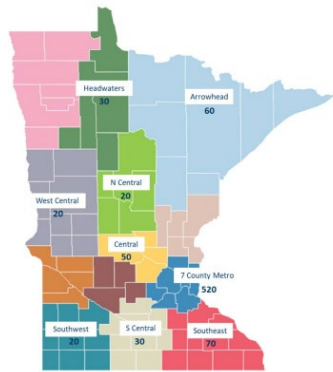 Headwaters
30
Arrowhead
60
N Central
20
West Central
20
Central
50
7 County Metro
520
Southwest
20
S Central
30
Southeast
70